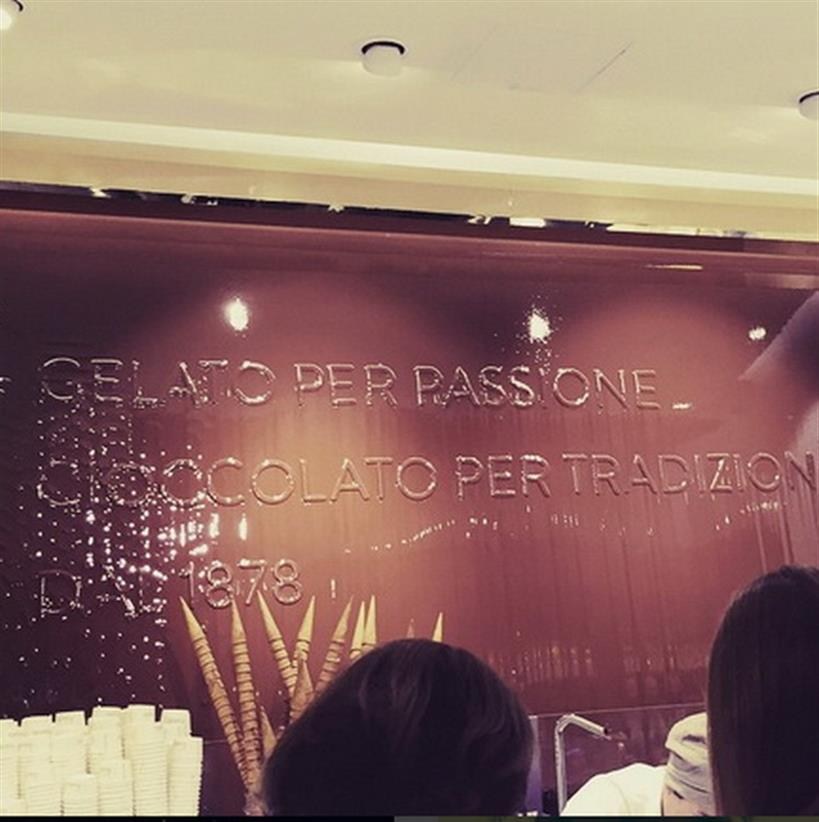 GELATO PER PASSIONE
CIOCCOLATO PER TRADIZION
DAL 1878